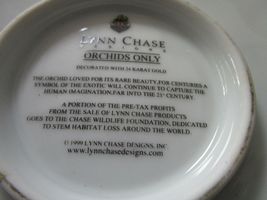 LYNN CHASE
DESIGNS
ORCHIDS ONLY
DECORATED WITH 24 KARAT GOLD
THE ORCHID LOVED FOR ITS RARE BEAUTY, FOR CENTURIES A
SYMBOL OF THE EXOTIC WILL CONTINUE TO CAPTURE THE
HUMAN IMAGINATION FAR INTO THE 21st CENTURY
A PORTION OF THE PRE-TAX PROFITS
FROM THE SALE OF LYNN CHASE PRODUCTS
GOES TO THE CHASE WILDLIFE FOUNDATION, DEDICATED
TO STEM HABITAT LOSS AROUND THE WORLD
© 1999 LYNN CHASE DESIGNS, INC
www.lynnchasedesigns.com